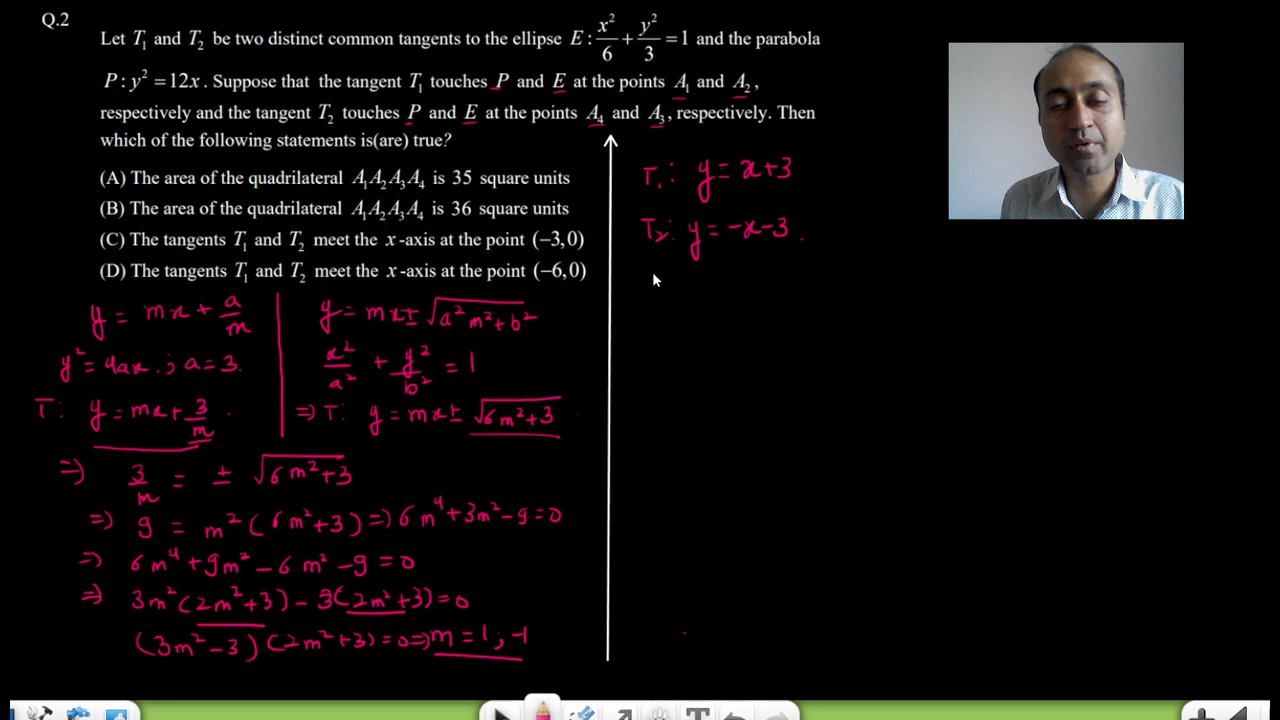 Q.2
Let T₁ and T₂ be two distinct common tangents to the ellipse E : x²/6 + y²/3 = 1 and the parabola
P : y² = 12x. Suppose that the tangent T₁ touches P and E at the points A₁ and A₂,
respectively and the tangent T₂ touches P and E at the points A₄ and A₃, respectively. Then
which of the following statements is(are) true?
(A) The area of the quadrilateral A₁A₂A₃A₄ is 35 square units
(B) The area of the quadrilateral A₁A₂A₃A₄ is 36 square units
(C) The tangents T₁ and T₂ meet the x-axis at the point (−3,0)
(D) The tangents T₁ and T₂ meet the x-axis at the point (−6,0)
y = mx + a/m
y² = 4ax . ; a = 3.
T: y = mx + 3/m .
y = mx ± √(a²m² + b²)
x²/a² + y²/b² = 1
⇒ T: y = mx ± √(6m² + 3)
⇒ 3/m = ± √(6m² + 3)
⇒ 9 = m² (6m² + 3) ⇒ 6m⁴ + 3m² − 9 = 0
⇒ 6m⁴ + 9m² − 6m² − 9 = 0
⇒ 3m² (2m² + 3) − 3(2m² + 3) = 0
(3m² − 3) (2m² + 3) = 0 ⇒ m = 1, −1
T₁: y = x + 3
T₂: y = −x − 3 .